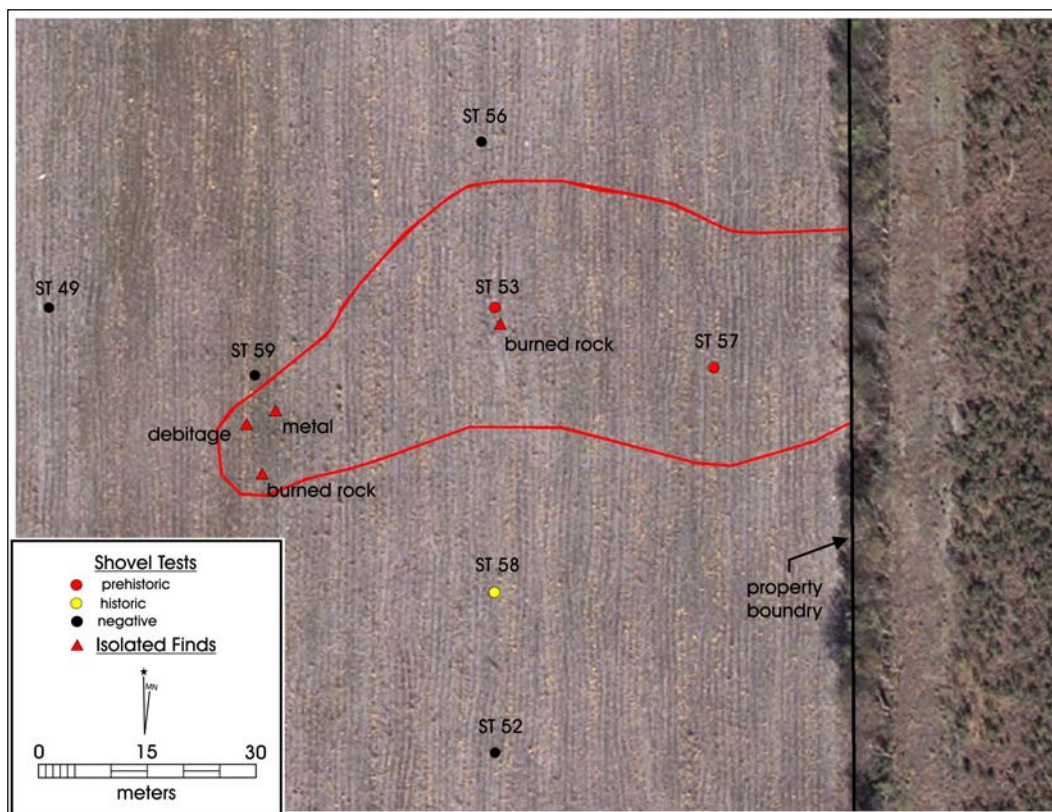 ST 56
ST 49
ST 53
burned rock
ST 57
ST 59
metal
debitage
burned rock
ST 58
property
boundry
ST 52
Shovel Tests
prehistoric
historic
negative
Isolated Finds
MN
0 15 30
meters